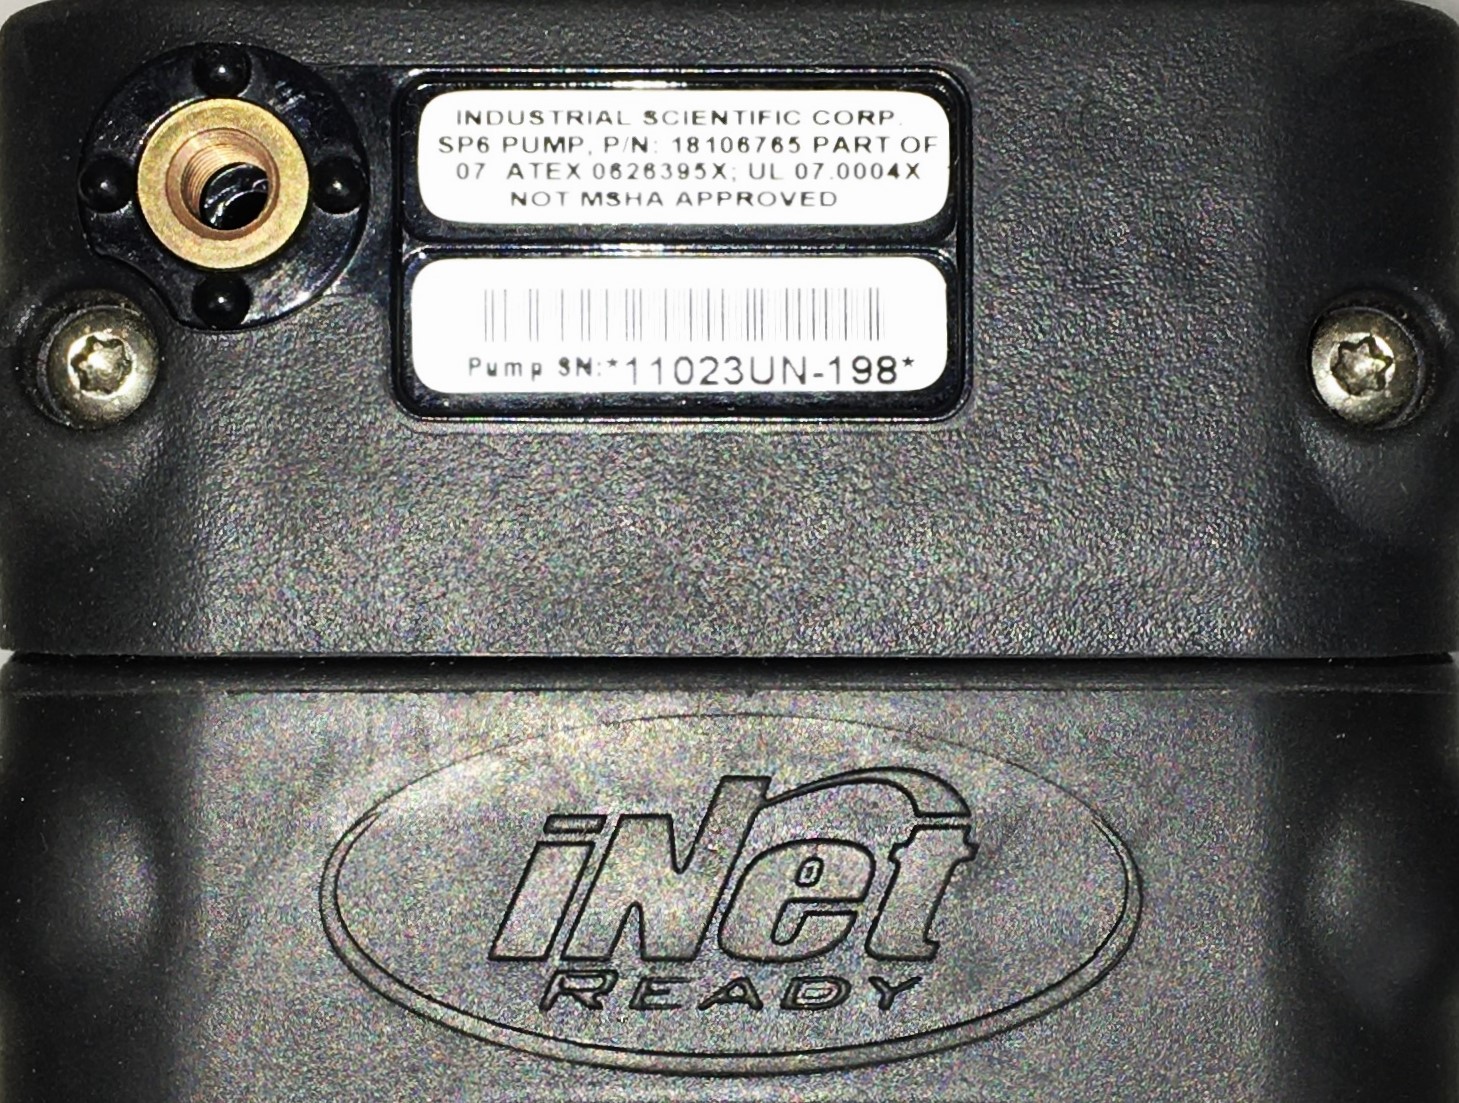 INDUSTRIAL SCIENTIFIC CORP.
SP6 PUMP, P/N: 18106765 PART OF
07 ATEX 0626395X; UL 07.0004X
NOT MSHA APPROVED
Pump SN:*11023UN-198*
iNet
READY